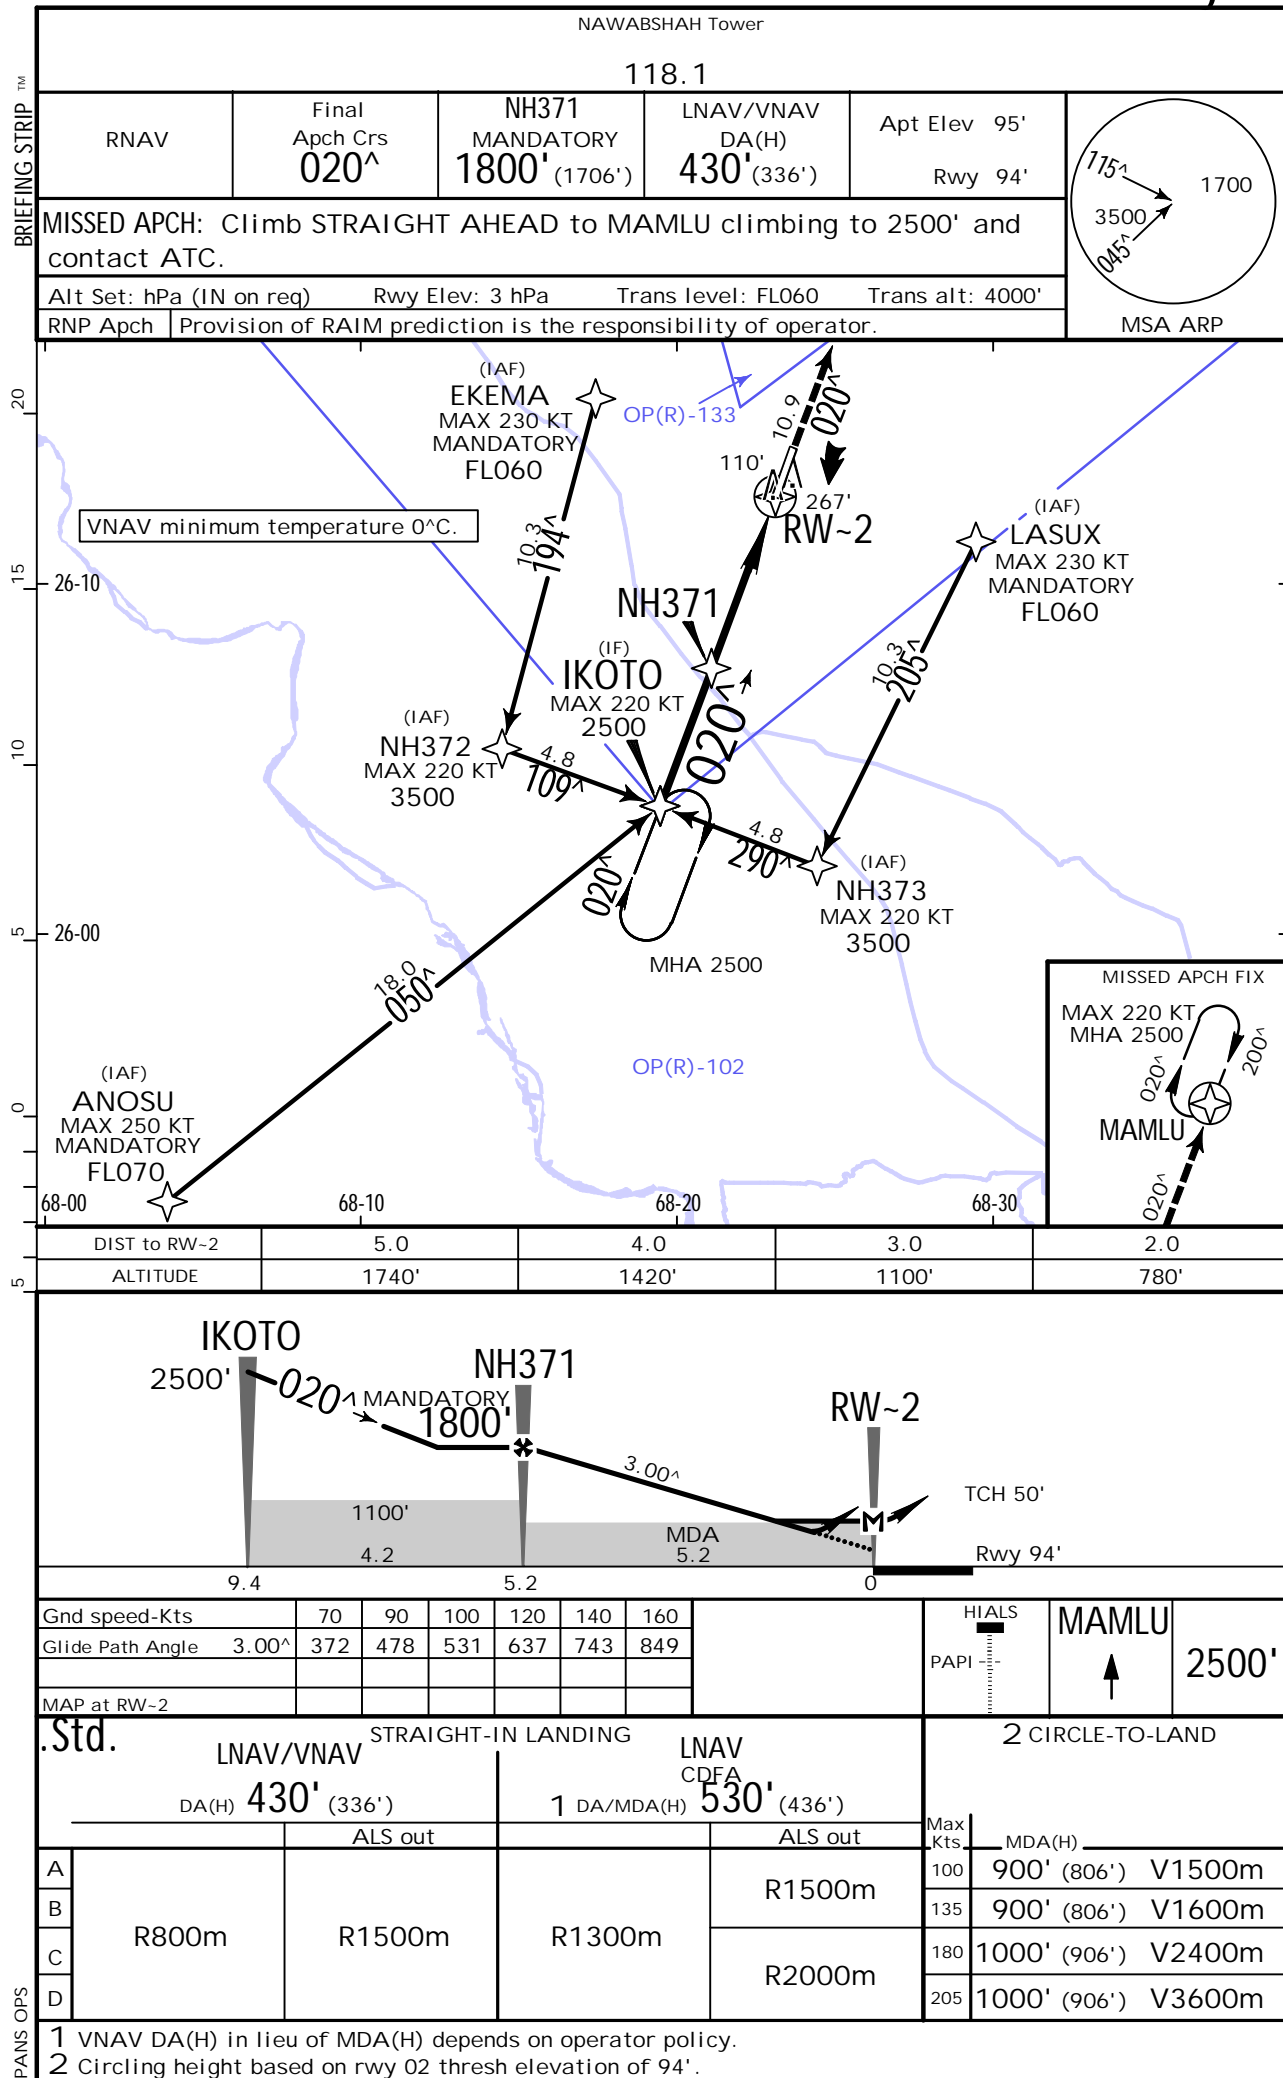 NAWABSHAH Tower
118.1
BRIEFING STRIP TM
RNAV
Final
Apch Crs
020^
NH371
MANDATORY
1800' (1706')
LNAV/VNAV
DA(H)
430' (336')
Apt Elev 95'
Rwy 94'
MISSED APCH: Climb STRAIGHT AHEAD to MAMLU climbing to 2500' and
contact ATC.
Alt Set: hPa (IN on req) Rwy Elev: 3 hPa Trans level: FL060 Trans alt: 4000'
RNP Apch Provision of RAIM prediction is the responsibility of operator.
115^
1700
3500
045^
MSA ARP
20
15
10
5
0
5
26-10
26-00
(IAF)
EKEMA
MAX 230 KT
MANDATORY
FL060
OP(R)-133
10.9
020^
110'
267'
RW~2
VNAV minimum temperature 0^C.
10.3
194^
(IAF)
LASUX
MAX 230 KT
MANDATORY
FL060
NH371
(IF)
IKOTO
MAX 220 KT
2500
10.3
205^
(IAF)
NH372
MAX 220 KT
3500
4.8
109^
020^
4.8
290^
(IAF)
NH373
MAX 220 KT
3500
020^
MHA 2500
18.0
050^
OP(R)-102
(IAF)
ANOSU
MAX 250 KT
MANDATORY
FL070
MISSED APCH FIX
MAX 220 KT
MHA 2500
020^
200^
MAMLU
020^
68-00 68-10 68-20 68-30
DIST to RW~2 5.0 4.0 3.0 2.0
ALTITUDE 1740' 1420' 1100' 780'
IKOTO
2500'
020^
MANDATORY
1800'
NH371
RW~2
3.00^
TCH 50'
1100'
MDA
4.2
5.2
M
Rwy 94'
9.4 5.2 0
Gnd speed-Kts 70 90 100 120 140 160
Glide Path Angle 3.00^ 372 478 531 637 743 849
MAP at RW~2
HIALS
PAPI
MAMLU
2500'
.Std.
STRAIGHT-IN LANDING
LNAV/VNAV
DA(H) 430' (336')
LNAV
CDFA
1 DA/MDA(H) 530' (436')
2 CIRCLE-TO-LAND
ALS out
ALS out
Max
Kts
MDA(H)
A
B
C
D
R800m
R1500m
R1300m
R1500m
R2000m
100 900' (806') V1500m
135 900' (806') V1600m
180 1000' (906') V2400m
205 1000' (906') V3600m
PANS OPS
1 VNAV DA(H) in lieu of MDA(H) depends on operator policy.
2 Circling height based on rwy 02 thresh elevation of 94'.